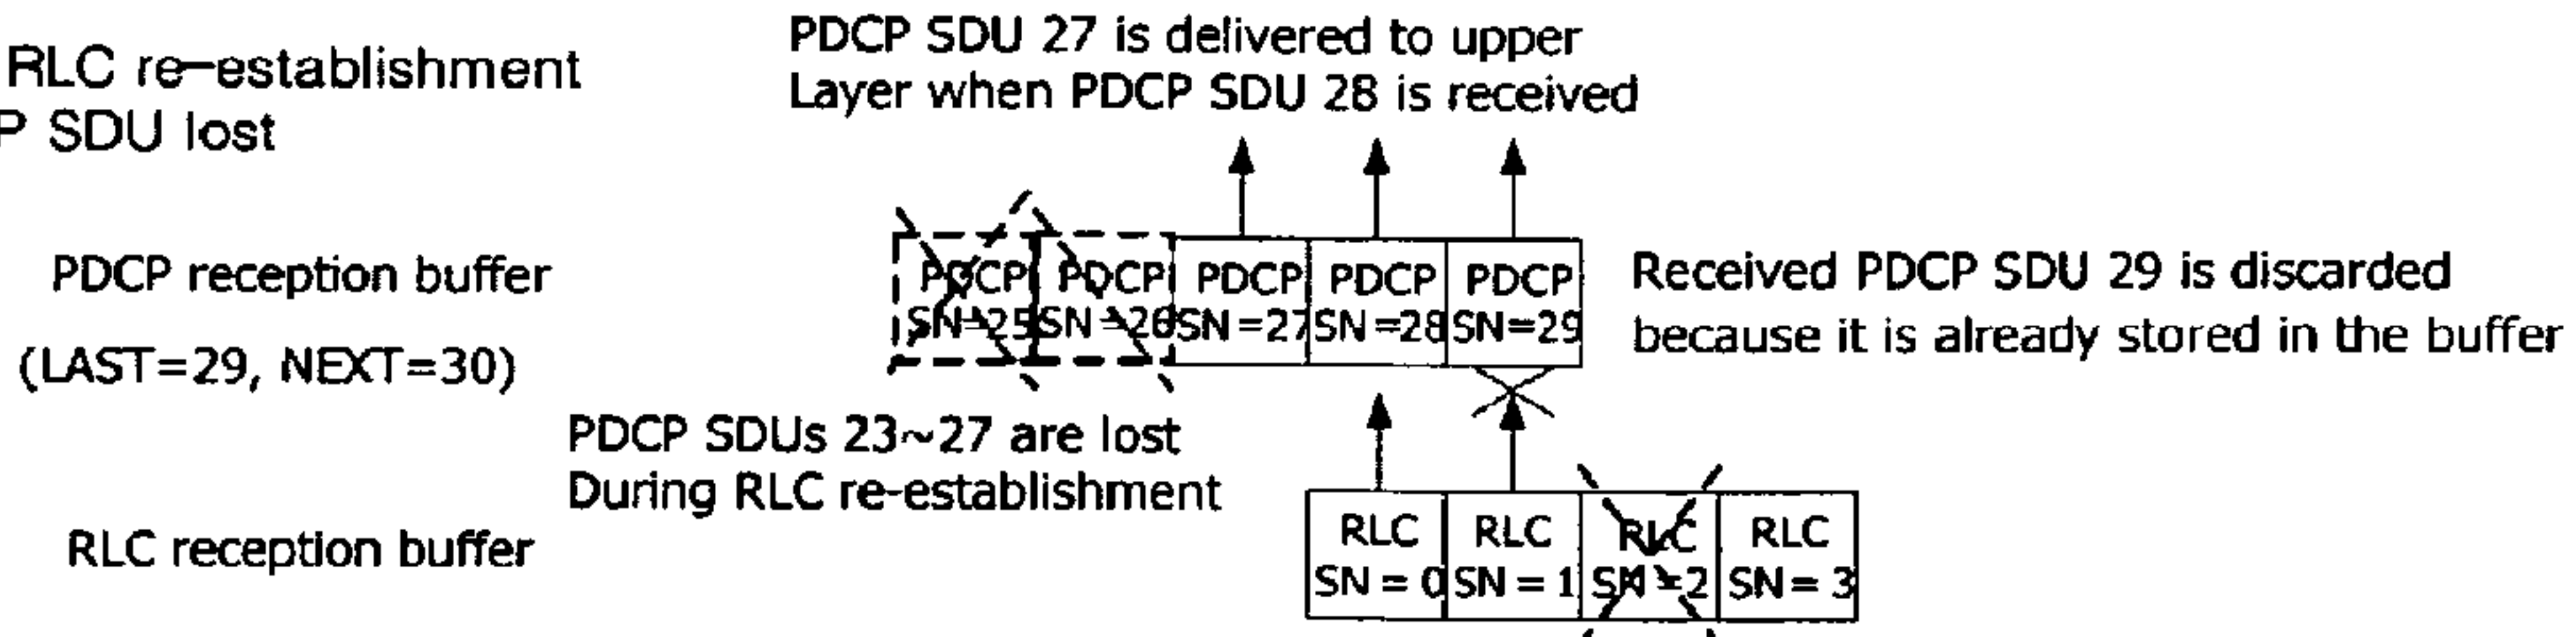 RLC re-establishment
P SDU lost
PDCP SDU 27 is delivered to upper
Layer when PDCP SDU 28 is received
PDCP reception buffer
(LAST=29, NEXT=30)
PDCP
SN=25
PDCP
SN=26
PDCP
SN=27
PDCP
SN=28
PDCP
SN=29
Received PDCP SDU 29 is discarded
because it is already stored in the buffer
PDCP SDUs 23~27 are lost
During RLC re-establishment
RLC reception buffer
RLC
SN = 0
RLC
SN = 1
RLC
SN = 2
RLC
SN = 3